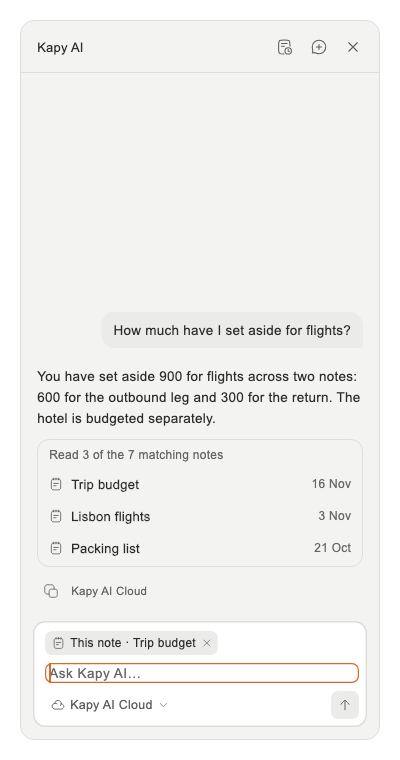 Kapy AI
How much have I set aside for flights?
You have set aside 900 for flights across two notes:
600 for the outbound leg and 300 for the return. The
hotel is budgeted separately.
Read 3 of the 7 matching notes
Trip budget 16 Nov
Lisbon flights 3 Nov
Packing list 21 Oct
Kapy AI Cloud
This note · Trip budget
Ask Kapy AI…
Kapy AI Cloud